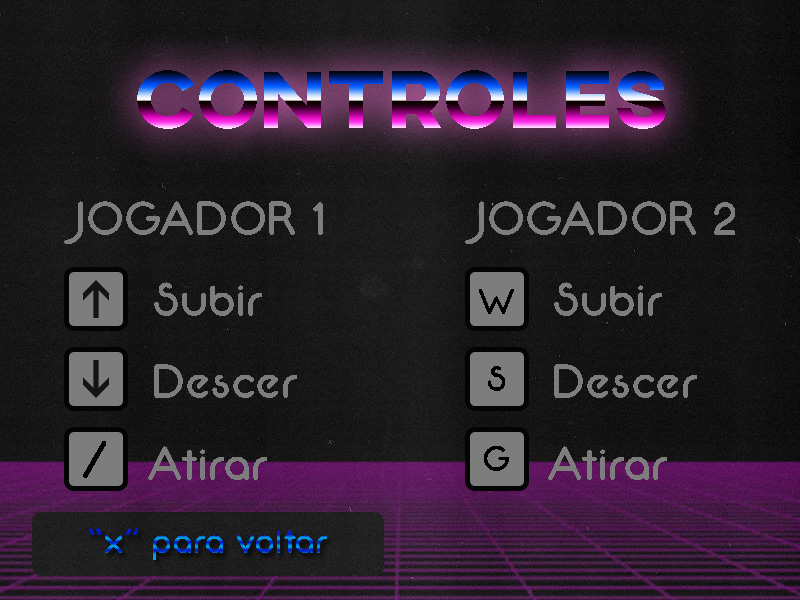 CONTROLES
JOGADOR 1
↑ Subir
↓ Descer
/ Atirar
JOGADOR 2
W Subir
S Descer
G Atirar
"x" para voltar